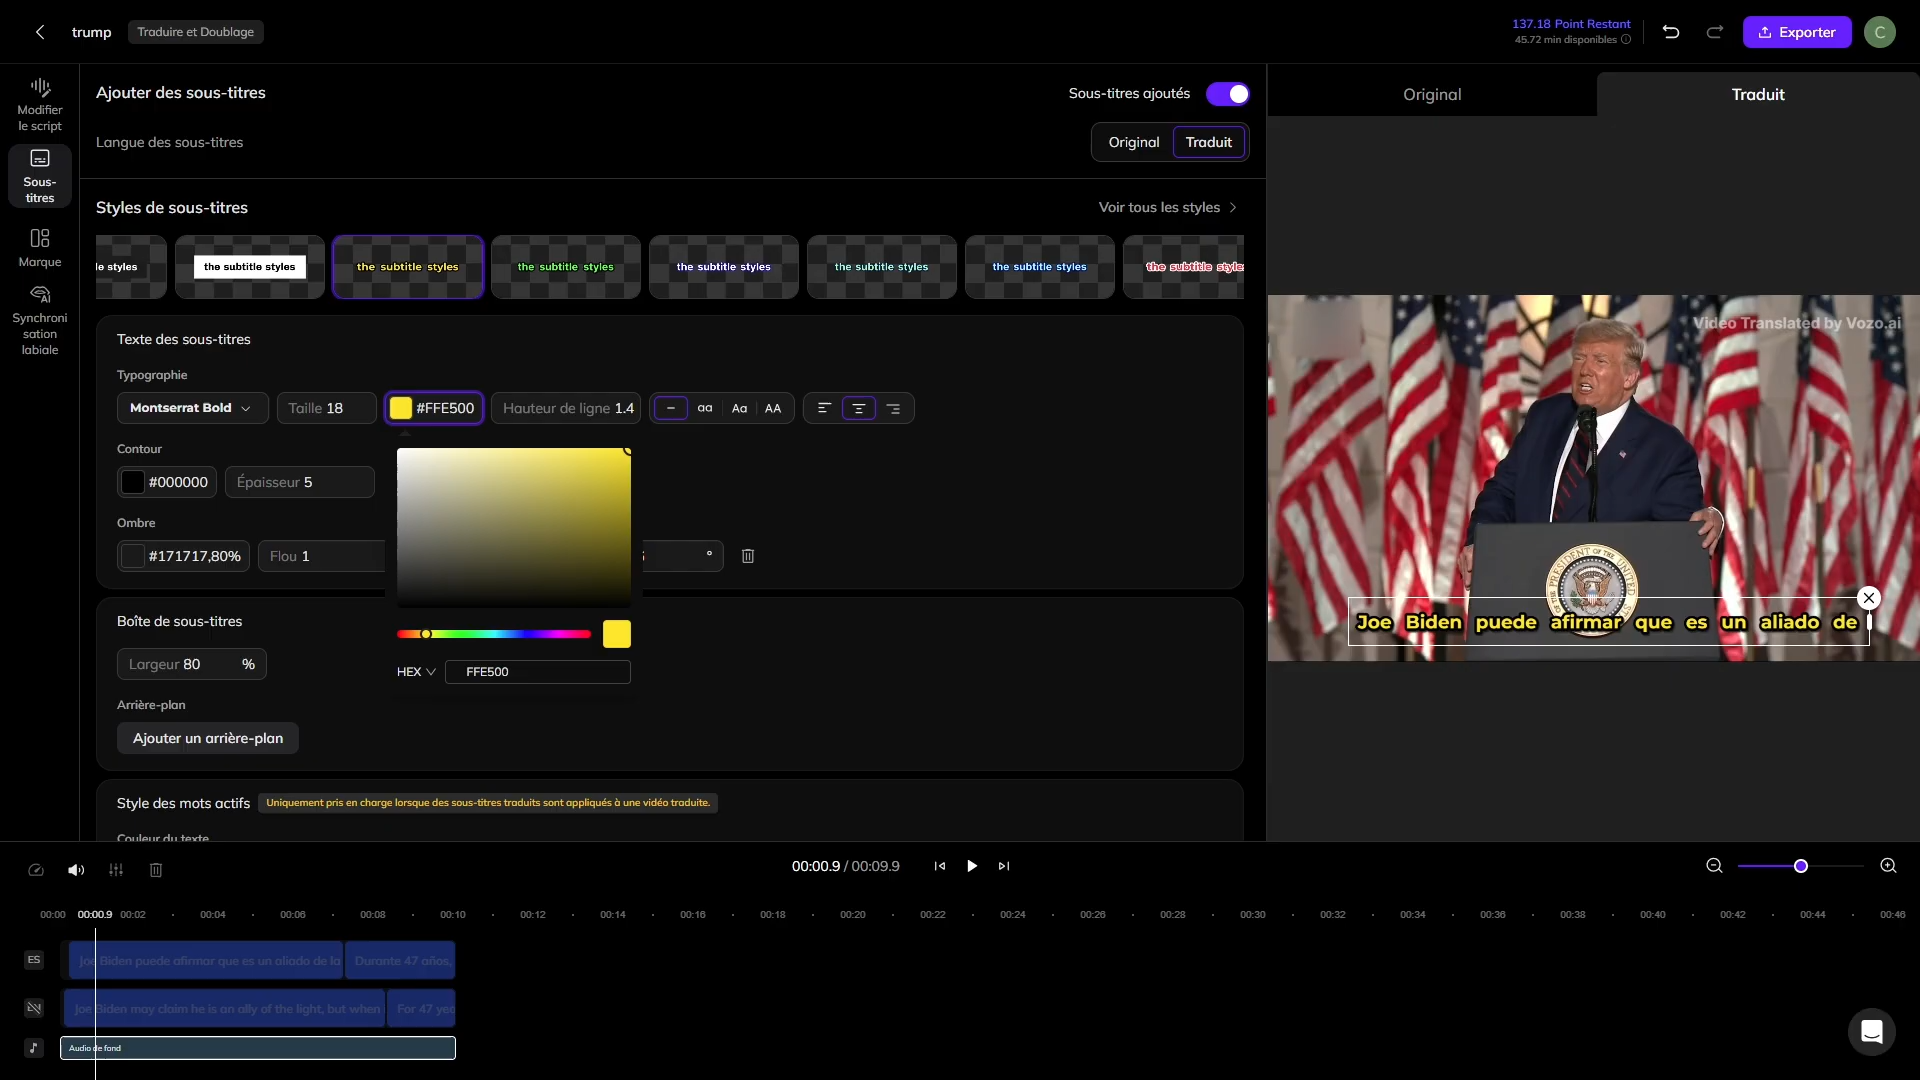 trump
Traduire et Doublage
137.18 Point Restant
45.72 min disponibles
Exporter
C
Modifier
le script
Sous-
titres
Marque
Synchroni
sation
labiale
Ajouter des sous-titres
Sous-titres ajoutés
Langue des sous-titres
Original
Traduit
Styles de sous-titres
Voir tous les styles
le styles
the subtitle styles
the subtitle styles
the subtitle styles
the subtitle styles
the subtitle styles
the subtitle styles
the subtitle style
Texte des sous-titres
Typographie
Montserrat Bold
Taille 18
#FFE500
Hauteur de ligne 1.4
aa
Aa
AA
Contour
#000000
Épaisseur 5
Ombre
#171717,80%
Flou 1
°
HEX
FFE500
Boîte de sous-titres
Largeur 80 %
Arrière-plan
Ajouter un arrière-plan
Style des mots actifs
Uniquement pris en charge lorsque des sous-titres traduits sont appliqués à une vidéo traduite.
Couleur du texte
Original
Traduit
Video Translated by Vozo.ai
Joe Biden puede afirmar que es un aliado de l
00:00.9 / 00:09.9
00:00 00:00.9 00:02 00:04 00:06 00:08 00:10 00:12 00:14 00:16 00:18 00:20 00:22 00:24 00:26 00:28 00:30 00:32 00:34 00:36 00:38 00:40 00:42 00:44 00:46
ES
Joe Biden puede afirmar que es un aliado de la
Durante 47 años,
Joe Biden may claim he is an ally of the light, but when
For 47 yea
Audio de fond